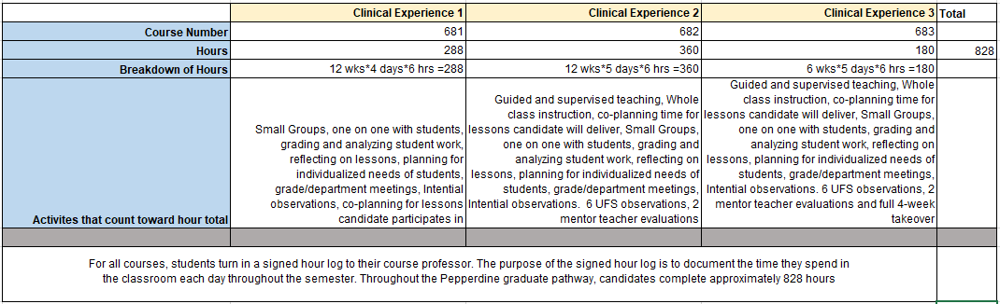 Clinical Experience 1 Clinical Experience 2 Clinical Experience 3 Total
Course Number 681 682 683
Hours 288 360 180 828
Breakdown of Hours 12 wks*4 days*6 hrs =288 12 wks*5 days*6 hrs =360 6 wks*5 days*6 hrs =180
Activites that count toward hour total
Small Groups, one on one with students,
grading and analyzing student work,
reflecting on lessons, planning for
individualized needs of students,
grade/department meetings, Intential
observations, co-planning for lessons
candidate participates in
Guided and supervised teaching, Whole
class instruction, co-planning time for
lessons candidate will deliver, Small Groups,
one on one with students, grading and
analyzing student work, reflecting on
lessons, planning for individualized needs of
students, grade/department meetings,
Intential observations.  6 UFS observations, 2
mentor teacher evaluations
Guided and supervised teaching, Whole
class instruction, co-planning time for
lessons candidate will deliver, Small Groups,
one on one with students, grading and
analyzing student work, reflecting on
lessons, planning for individualized needs of
students, grade/department meetings,
Intential observations. 6 UFS observations, 2
mentor teacher evaluations and full 4-week
takeover
For all courses, students turn in a signed hour log to their course professor. The purpose of the signed hour log is to document the time they spend in
the classroom each day throughout the semester. Throughout the Pepperdine graduate pathway, candidates complete approximately 828 hours